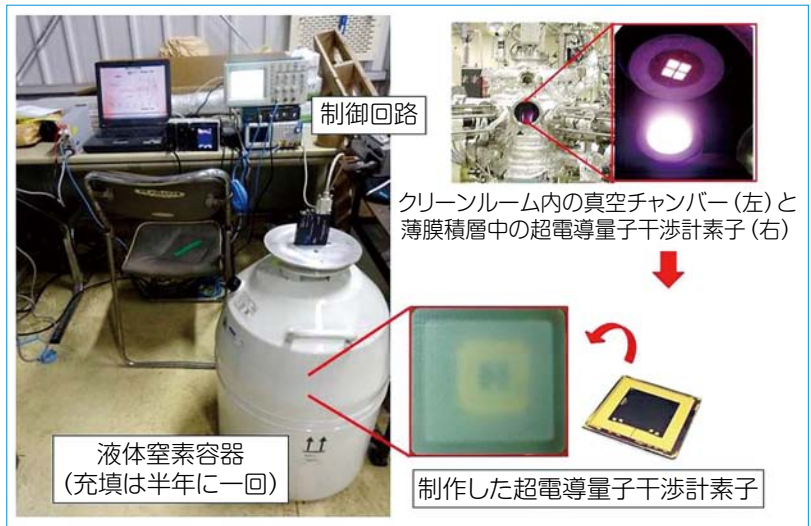 制御回路
クリーンルーム内の真空チャンバー(左)と
薄膜積層中の超電導量子干渉計素子(右)
液体窒素容器
(充填は半年に一回)
制作した超電導量子干渉計素子